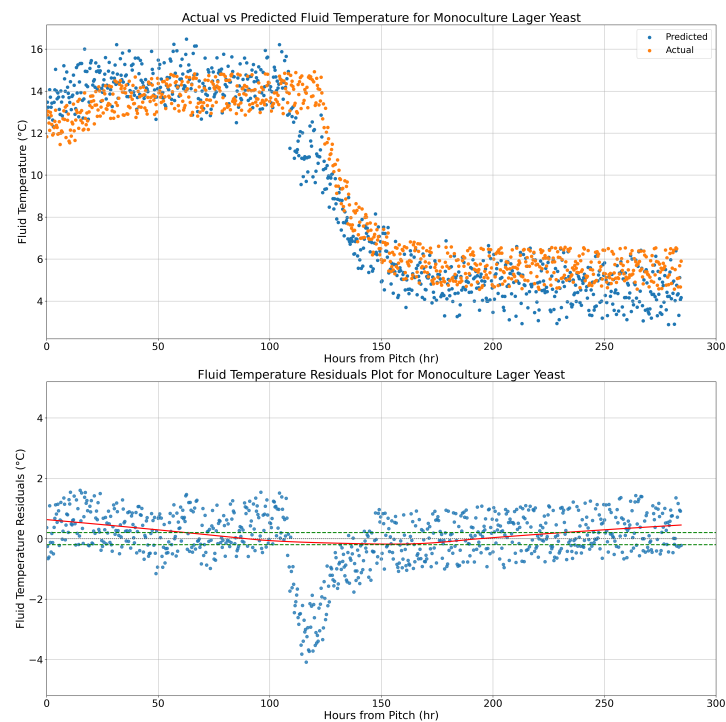 Actual vs Predicted Fluid Temperature for Monoculture Lager Yeast
Predicted
Actual
16
14
12
10
8
6
4
Fluid Temperature (°C)
0 50 100 150 200 250 300
Hours from Pitch (hr)
Fluid Temperature Residuals Plot for Monoculture Lager Yeast
4
2
0
−2
−4
Fluid Temperature Residuals (°C)
0 50 100 150 200 250 300
Hours from Pitch (hr)